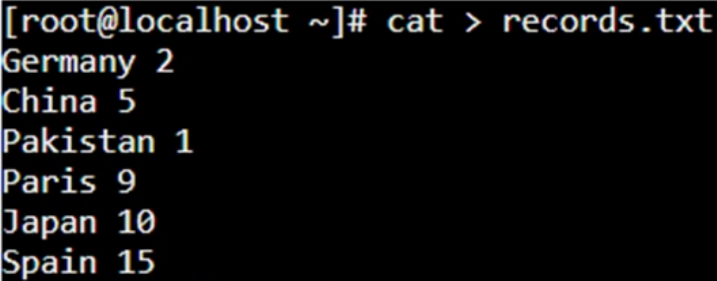 [root@localhost ~]# cat > records.txt
Germany 2
China 5
Pakistan 1
Paris 9
Japan 10
Spain 15